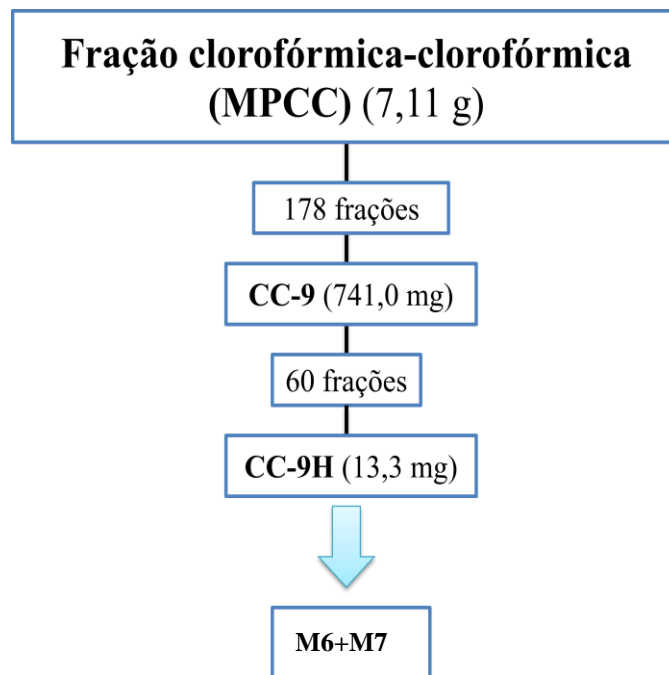 Fração clorofórmica-clorofórmica
(MPCC) (7,11 g)
178 frações
CC-9 (741,0 mg)
60 frações
CC-9H (13,3 mg)
M6+M7